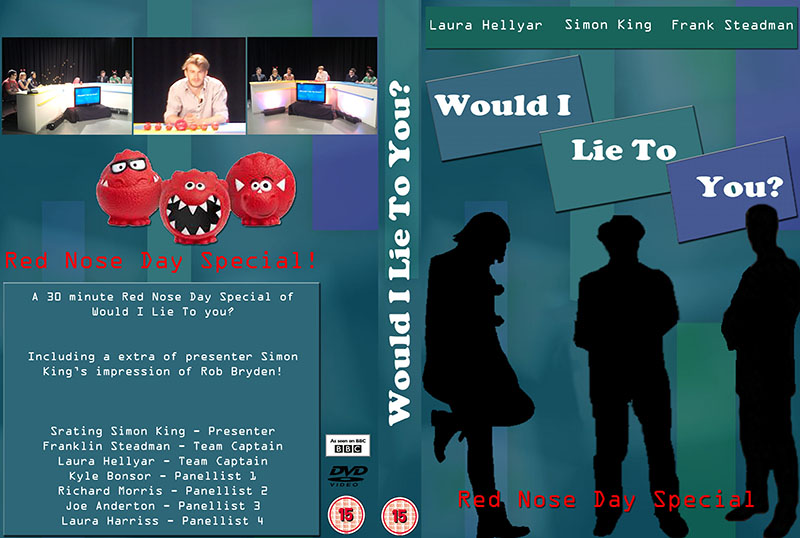 Laura Hellyar Simon King Frank Steadman
Would I
Lie To
You?
Red Nose Day Special
Would I Lie To You?
15
Red Nose Day Special!
A 30 minute Red Nose Day Special of
Would I Lie To you?
Including a extra of presenter Simon
King's impression of Rob Bryden!
Srating Simon King - Presenter
Franklin Steadman - Team Captain
Laura Hellyar - Team Captain
Kyle Bonsor - Panellist 1
Richard Morris - Panellist 2
Joe Anderton - Panellist 3
Laura Harriss - Panellist 4
As seen on BBC
BBC
DVD
VIDEO
15